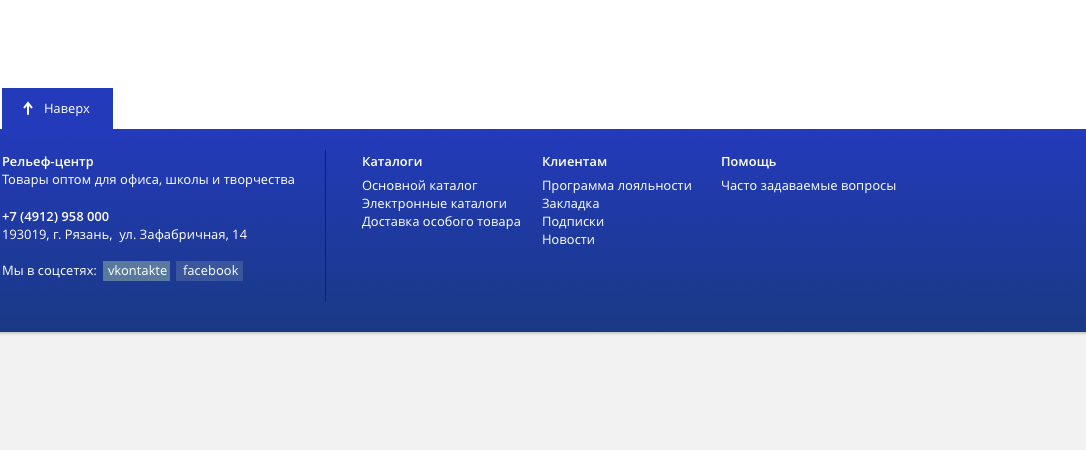 Наверх
Рельеф-центр
Товары оптом для офиса, школы и творчества
+7 (4912) 958 000
193019, г. Рязань,  ул. Зафабричная, 14
Мы в соцсетях: vkontakte facebook
Каталоги
Основной каталог
Электронные каталоги
Доставка особого товара
Клиентам
Программа лояльности
Закладка
Подписки
Новости
Помощь
Часто задаваемые вопросы